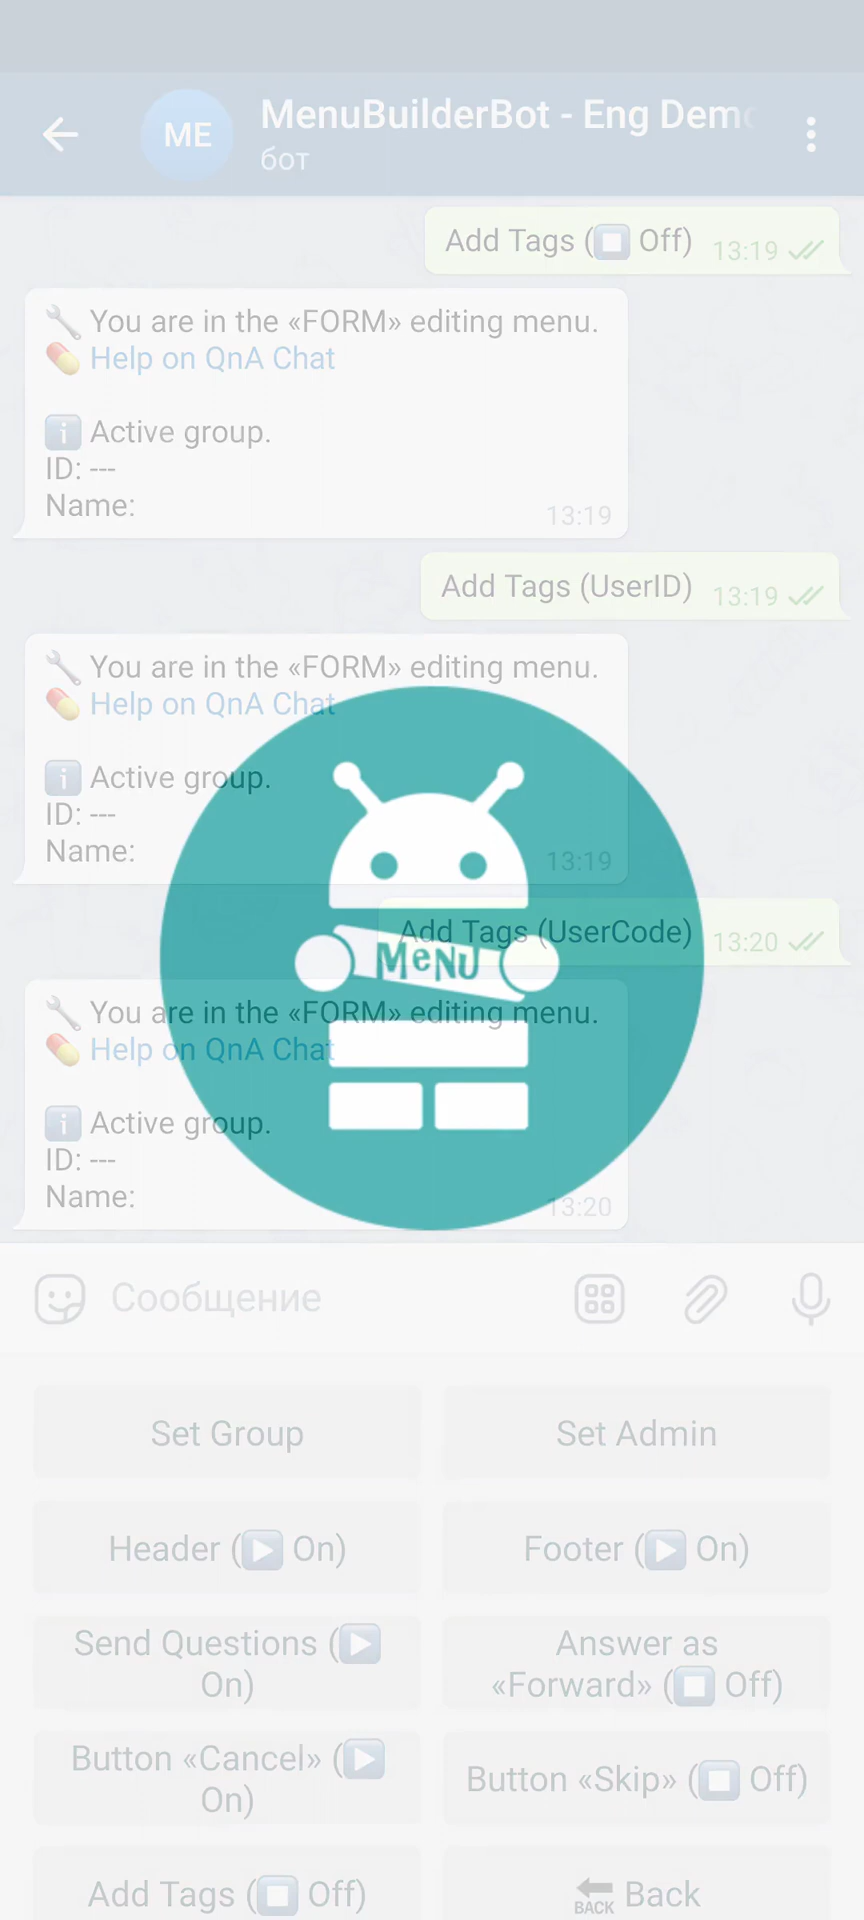 MenuBuilderBot - Eng Demo
ME
бот
Add Tags (⏹ Off)
13:19
🔧 You are in the «FORM» editing menu.
💊 Help on QnA Chat
ℹ️ Active group.
ID: ---
Name:
13:19
Add Tags (UserID)
13:19
🔧 You are in the «FORM» editing menu.
💊 Help on QnA Chat
ℹ️ Active group.
ID: ---
Name:
13:19
Add Tags (UserCode)
13:20
MeNU
🔧 You are in the «FORM» editing menu.
💊 Help on QnA Chat
ℹ️ Active group.
ID: ---
Name:
13:20
Сообщение
Set Group
Set Admin
Header (▶️ On)
Footer (▶️ On)
Send Questions (▶️
On)
Answer as
«Forward» (⏹ Off)
Button «Cancel» (▶️
On)
Button «Skip» (⏹ Off)
Add Tags (⏹ Off)
🔙 Back